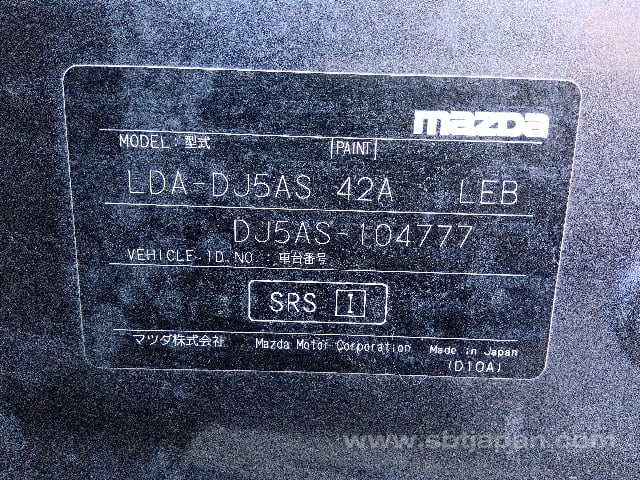 mazda
MODEL : 型式 PAINT
LDA-DJ5AS 42A LEB
DJ5AS-104777
VEHICLE ID.NO : 車台番号
SRS I
マツダ株式会社 Mazda Motor Corporation Made in Japan
(D10A)
www.sbtjapan.com